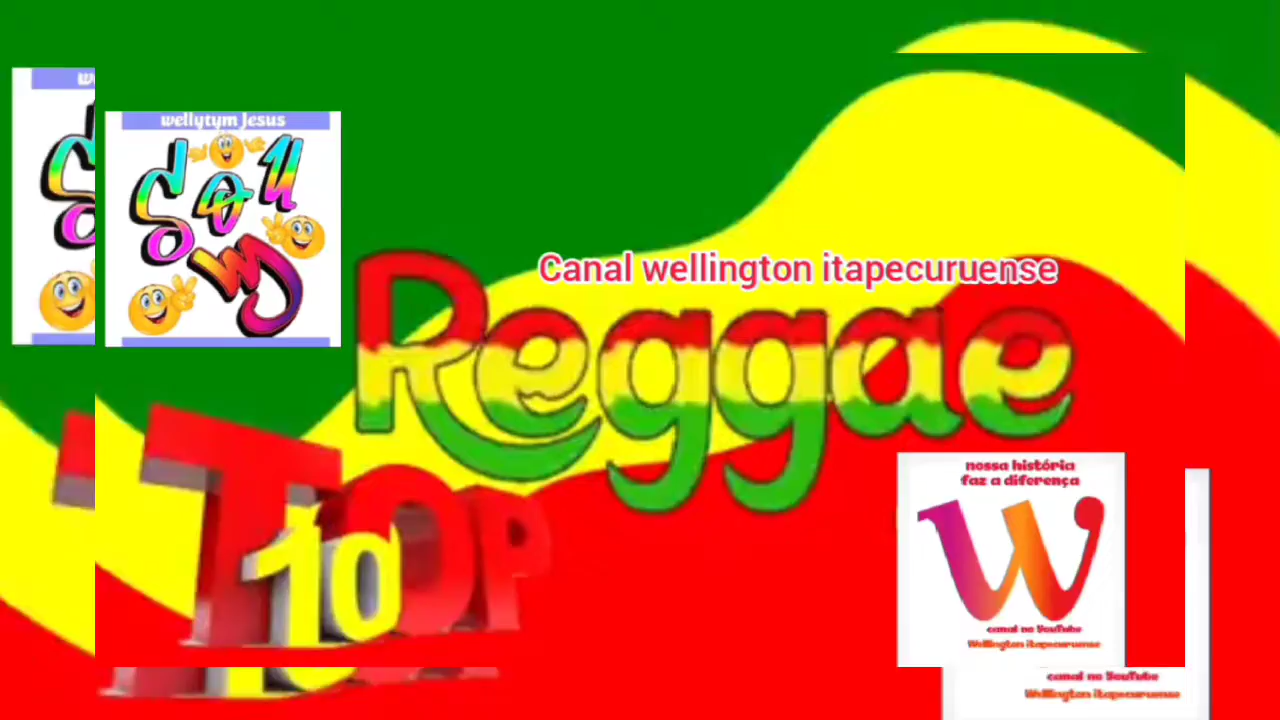 wellytym Jesus
Sou
W
Canal wellington itapecuruense
Reggae
TOP
10
nossa história
faz a diferença
W
canal no YouTube
Wellington itapecuruense
canal no YouTube
Wellington itapecuruense